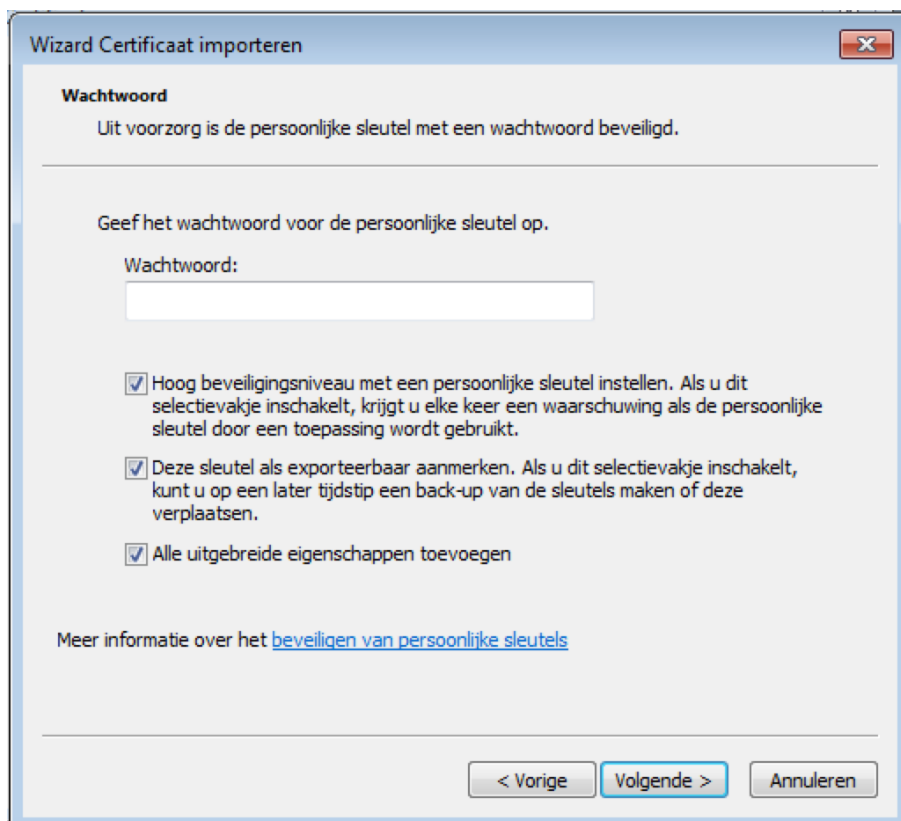 Wizard Certificaat importeren
Wachtwoord
Uit voorzorg is de persoonlijke sleutel met een wachtwoord beveiligd.
Geef het wachtwoord voor de persoonlijke sleutel op.
Wachtwoord:
Hoog beveiligingsniveau met een persoonlijke sleutel instellen. Als u dit
selectievakje inschakelt, krijgt u elke keer een waarschuwing als de persoonlijke
sleutel door een toepassing wordt gebruikt.
Deze sleutel als exporteerbaar aanmerken. Als u dit selectievakje inschakelt,
kunt u op een later tijdstip een back-up van de sleutels maken of deze
verplaatsen.
Alle uitgebreide eigenschappen toevoegen
Meer informatie over het beveiligen van persoonlijke sleutels
< Vorige
Volgende >
Annuleren